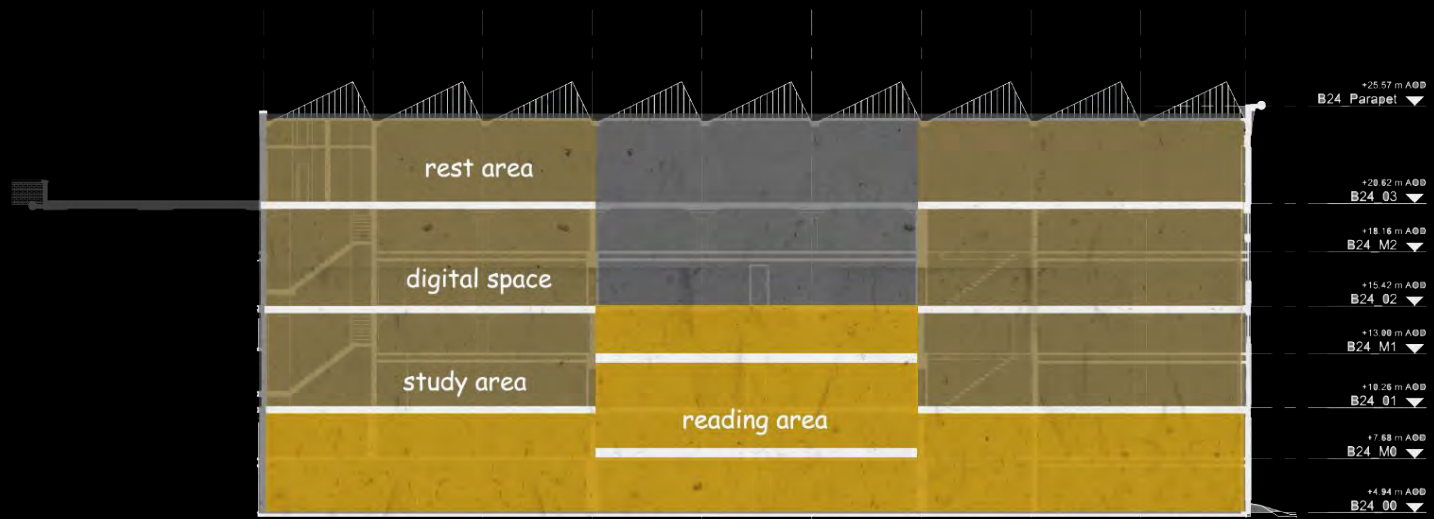 +25.57 m AOD
B24_Parapet
rest area
+20.62 m AOD
B24_03
+18.16 m AOD
B24_M2
digital space
+15.42 m AOD
B24_02
+13.00 m AOD
B24_M1
study area
+10.26 m AOD
B24_01
reading area
+7.68 m AOD
B24_M0
+4.94 m AOD
B24_00